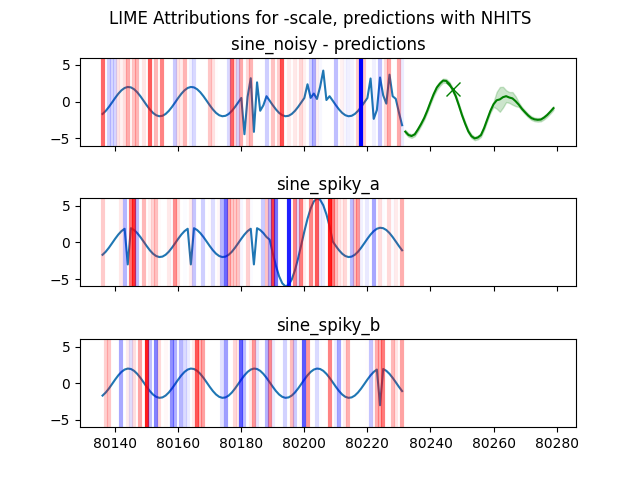 LIME Attributions for -scale, predictions with NHITS
sine_noisy - predictions
5
0
−5
sine_spiky_a
5
0
−5
sine_spiky_b
5
0
−5
80140 80160 80180 80200 80220 80240 80260 80280